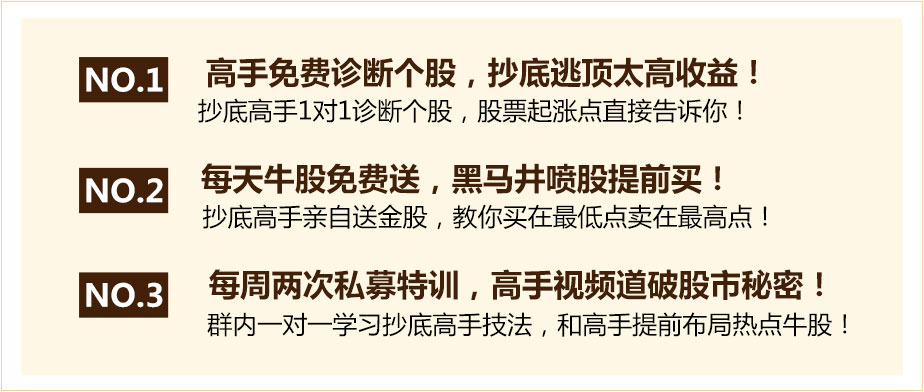 NO.1
高手免费诊断个股，抄底逃顶太高收益！
抄底高手1对1诊断个股，股票起涨点直接告诉你！
NO.2
每天牛股免费送，黑马井喷股提前买！
抄底高手亲自送金股，教你买在最低点卖在最高点！
NO.3
每周两次私募特训，高手视频道破股市秘密！
群内一对一学习抄底高手技法，和高手提前布局热点牛股！